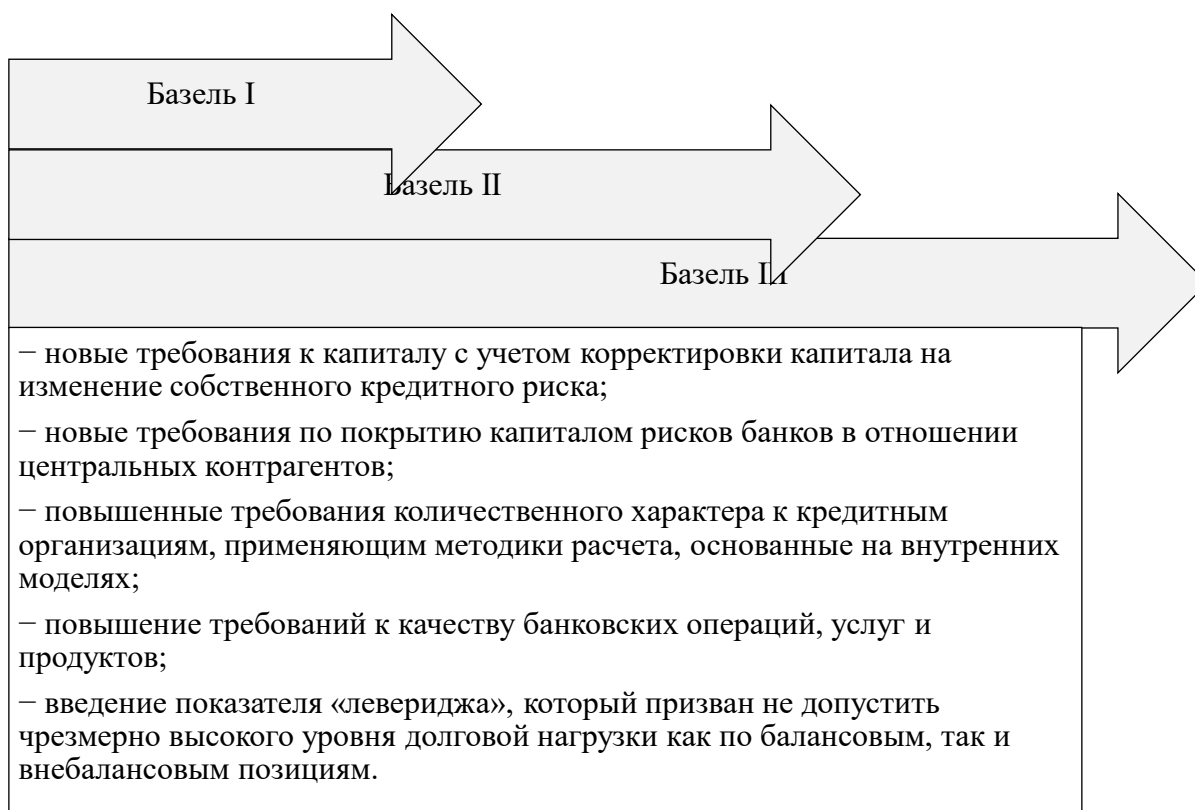 Базель I
Базель II
Базель III
− новые требования к капиталу с учетом корректировки капитала на
изменение собственного кредитного риска;
− новые требования по покрытию капиталом рисков банков в отношении
центральных контрагентов;
− повышенные требования количественного характера к кредитным
организациям, применяющим методики расчета, основанные на внутренних
моделях;
− повышение требований к качеству банковских операций, услуг и
продуктов;
− введение показателя «левериджа», который призван не допустить
чрезмерно высокого уровня долговой нагрузки как по балансовым, так и
внебалансовым позициям.